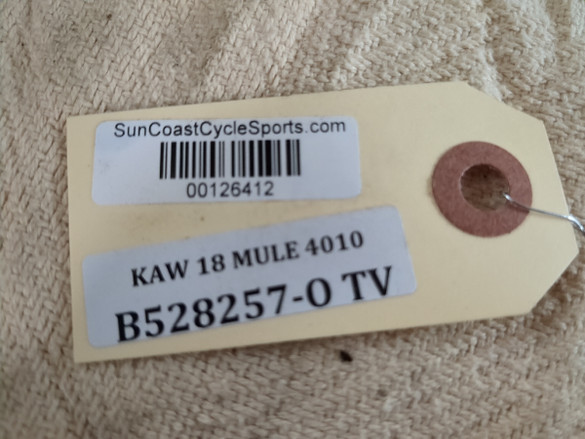 SunCoastCycleSports.com
00126412
KAW 18 MULE 4010
B528257-O TV